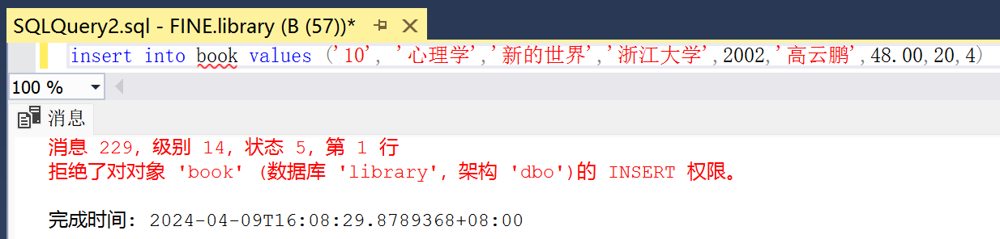 SQLQuery2.sql - FINE.library (B (57))*
insert into book values ('10', '心理学','新的世界','浙江大学',2002,'高云鹏',48.00,20,4)
100 %
消息
消息 229，级别 14，状态 5，第 1 行
拒绝了对对象 'book' (数据库 'library'，架构 'dbo')的 INSERT 权限。
完成时间: 2024-04-09T16:08:29.8789368+08:00